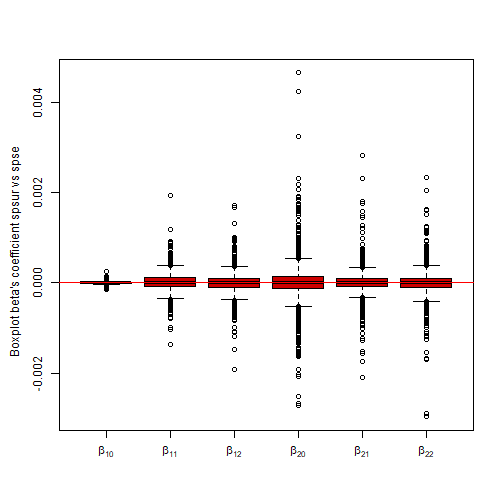 Boxplot beta's coefficient spsur vs spse
0.004
0.002
0.000
-0.002
β10 β11 β12 β20 β21 β22